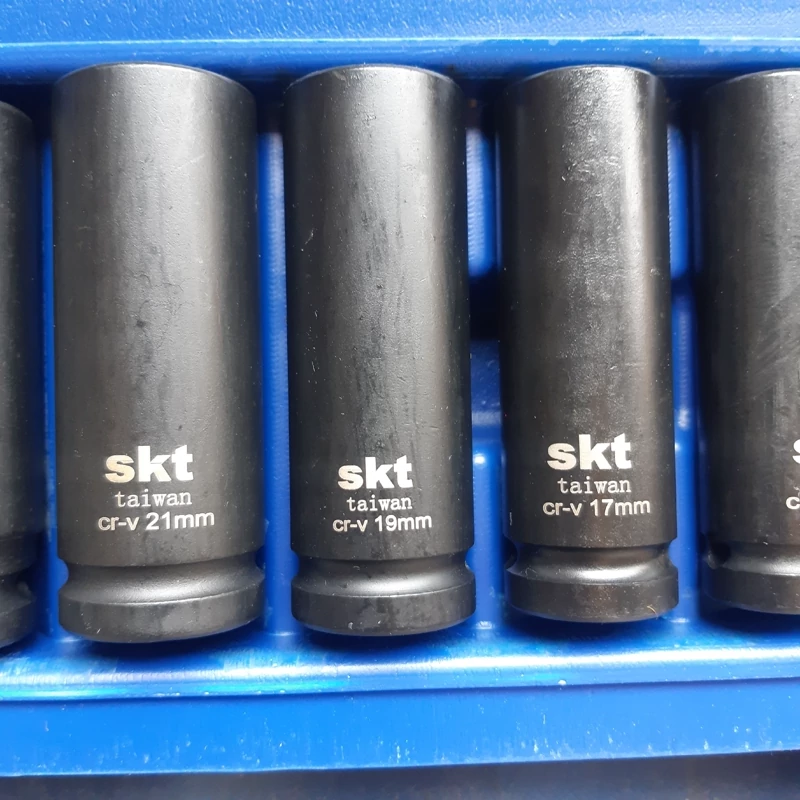 skt
taiwan
cr-v 21mm
skt
taiwan
cr-v 19mm
skt
taiwan
cr-v 17mm